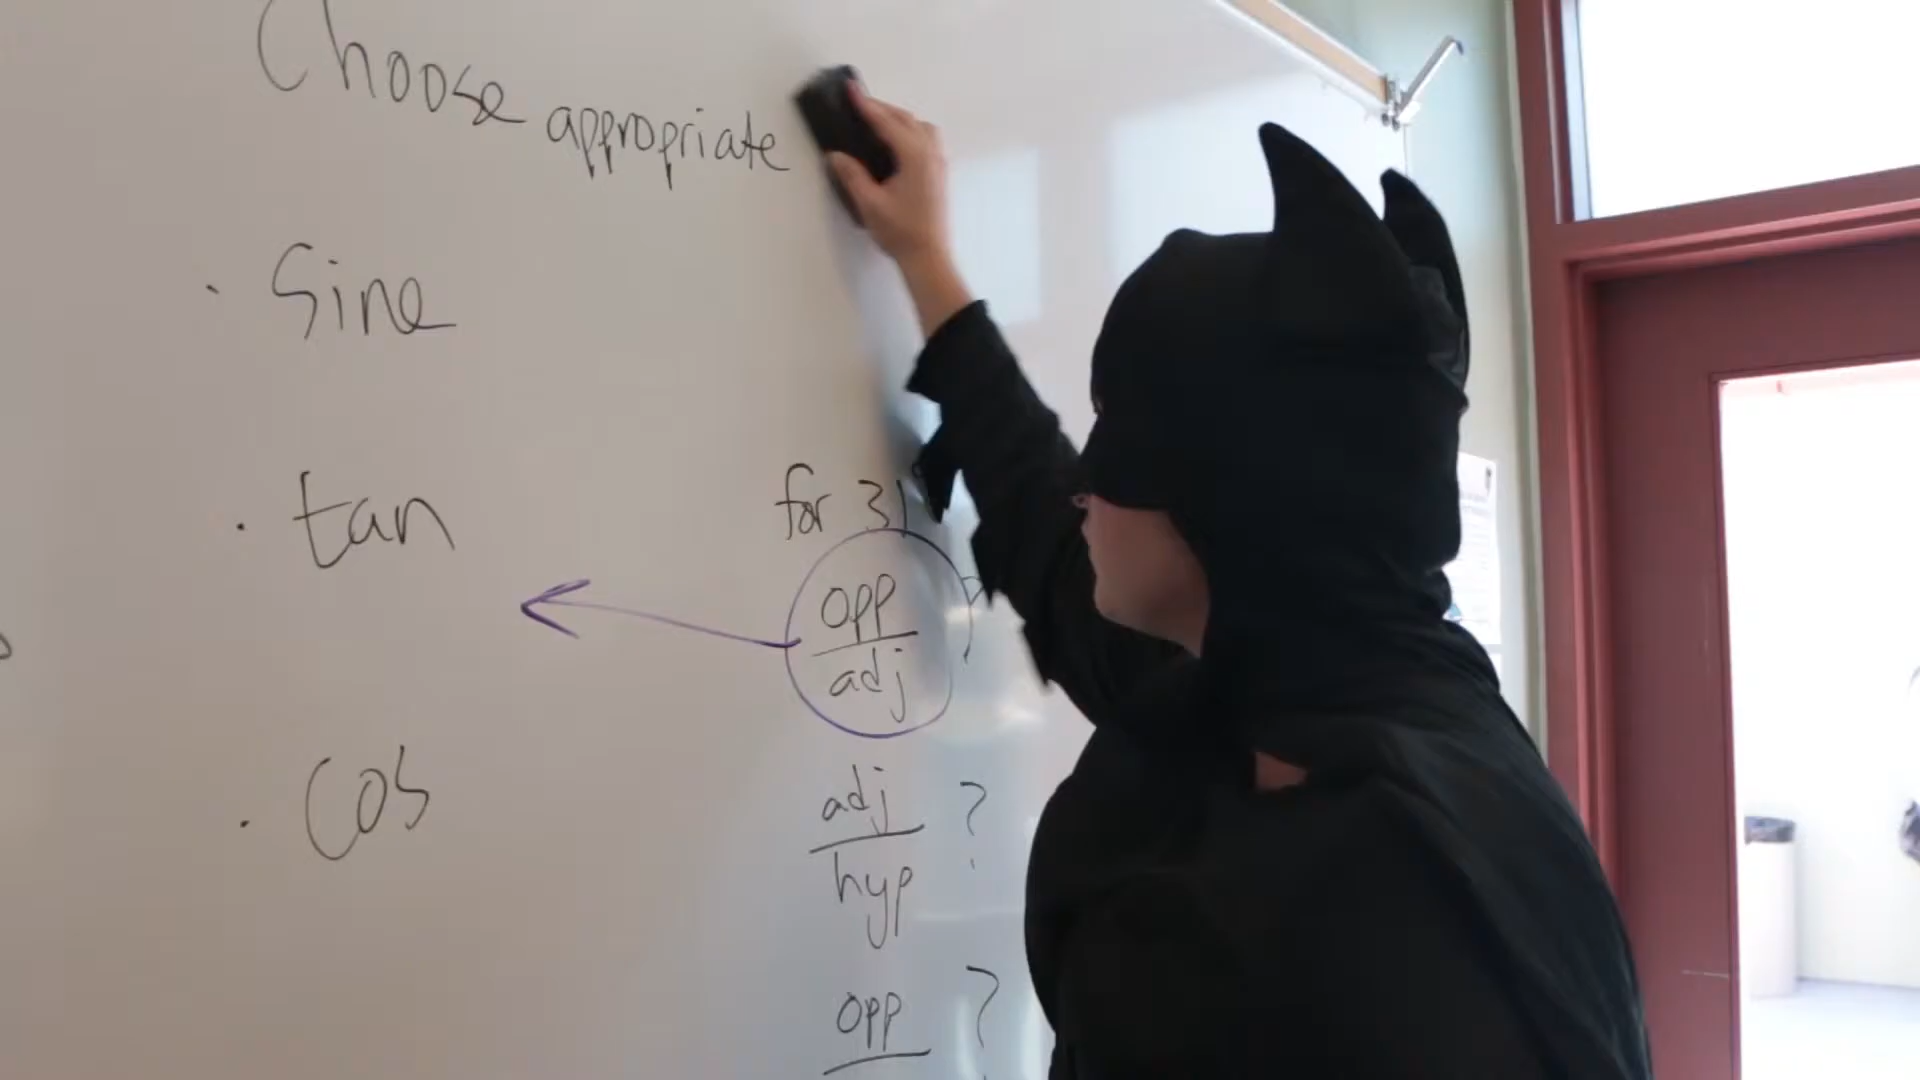 Choose appropriate
· Sine
· tan
for 31
opp
adj
?
· Cos
adj
hyp
?
opp
?